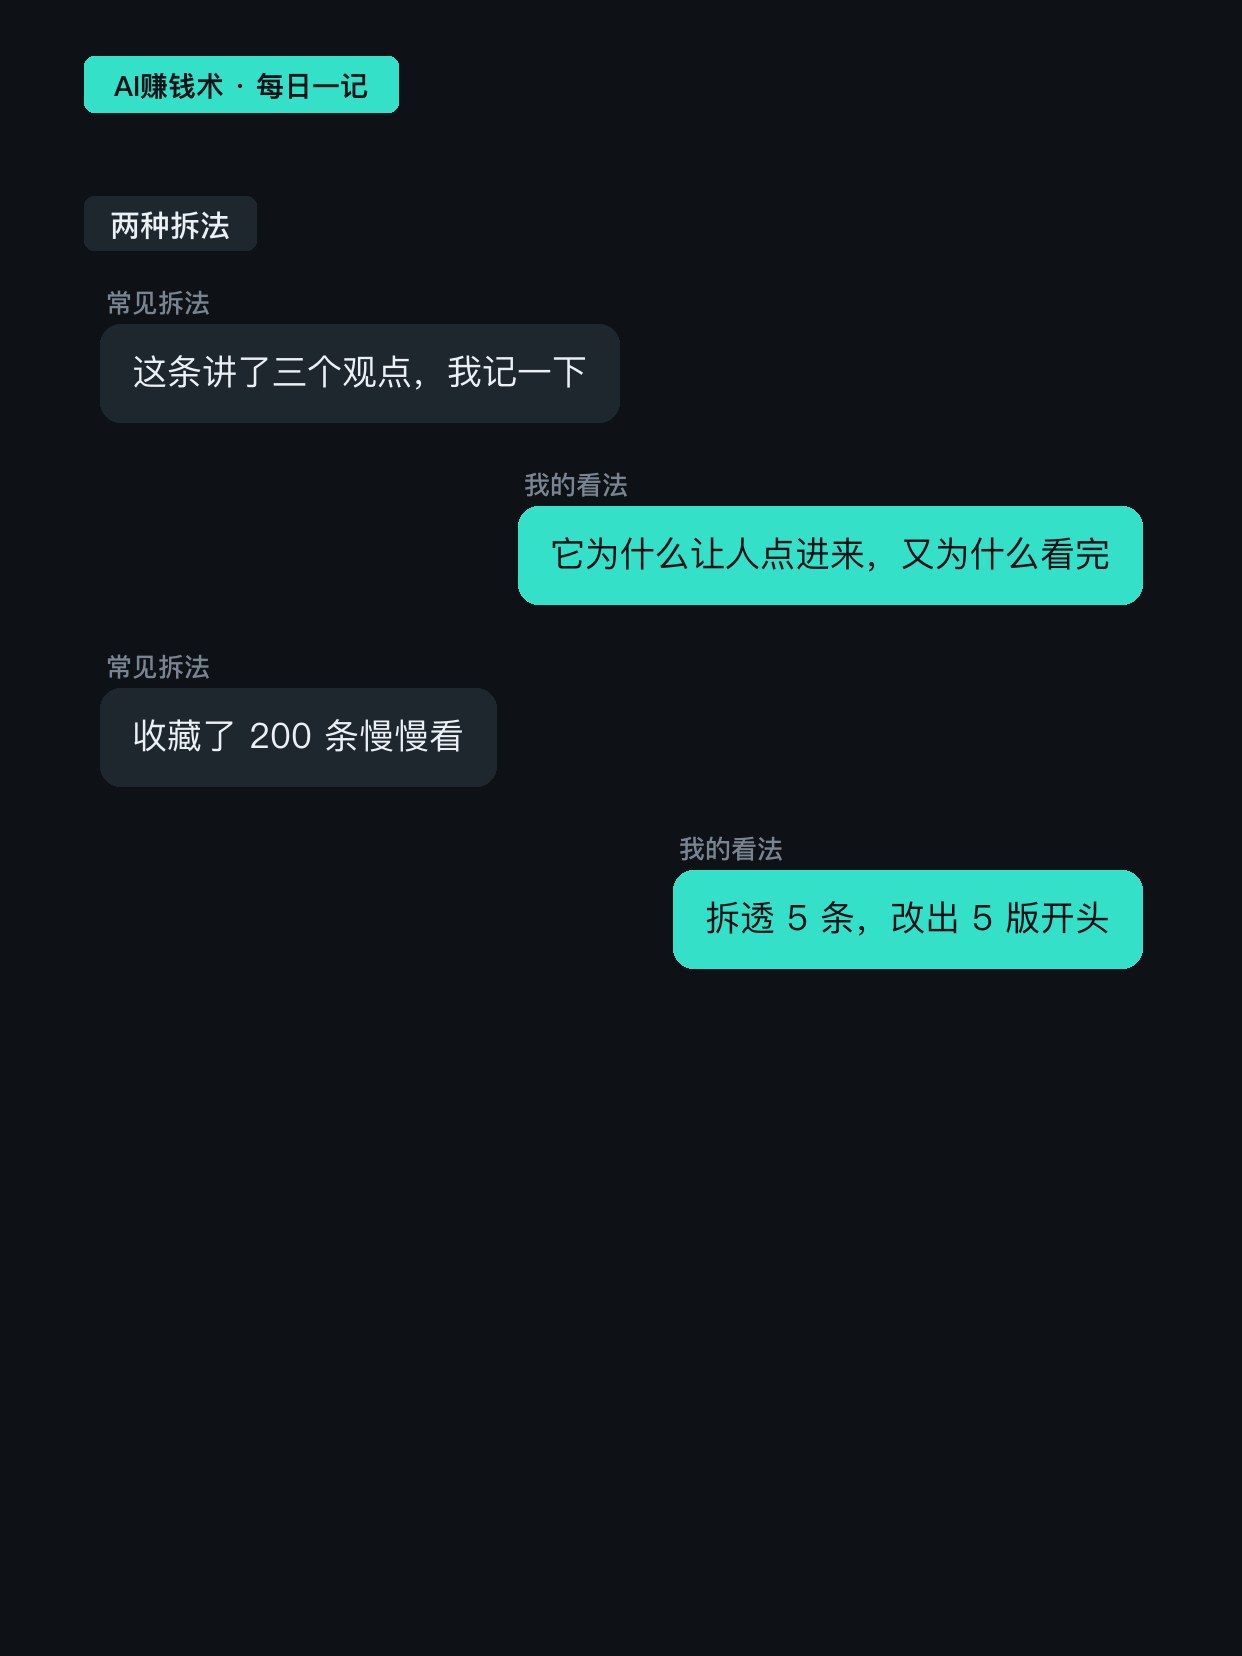 AI赚钱术 · 每日一记
两种拆法
常见拆法
这条讲了三个观点，我记一下
我的看法
它为什么让人点进来，又为什么看完
常见拆法
收藏了 200 条慢慢看
我的看法
拆透 5 条，改出 5 版开头